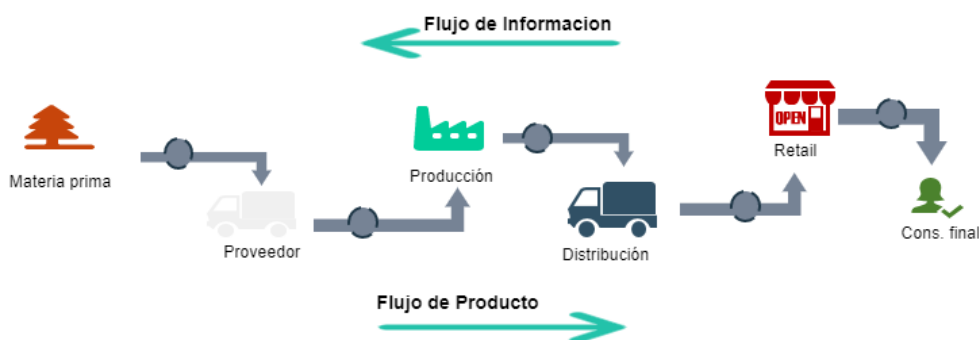 Flujo de Informacion
OPEN
Retail
Producción
Materia prima
Cons. final
Proveedor
Distribución
Flujo de Producto